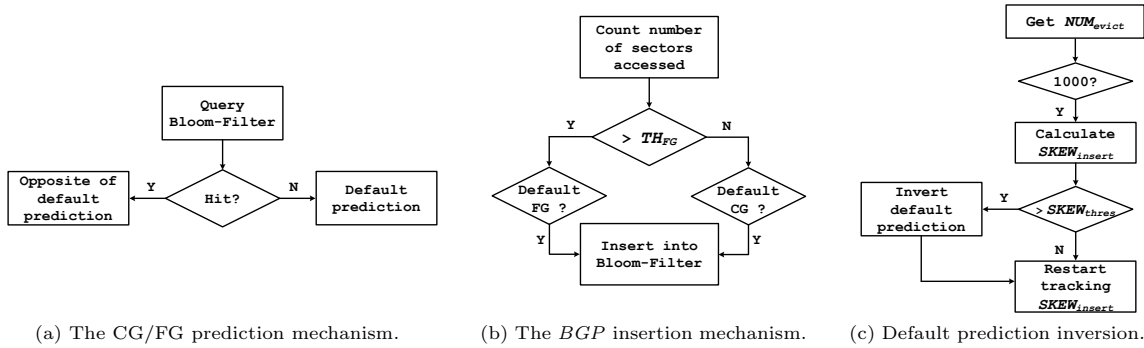 Query
Bloom-Filter
Hit?
Y
N
Opposite of
default
prediction
Default
prediction
(a) The CG/FG prediction mechanism.
Count number
of sectors
accessed
> TH_FG
Y
N
Default
FG ?
Default
CG ?
Y
Y
Insert into
Bloom-Filter
(b) The BGP insertion mechanism.
Get NUM_evict
1000?
Y
Calculate
SKEW_insert
> SKEW_thres
Y
N
Invert
default
prediction
Restart
tracking
SKEW_insert
(c) Default prediction inversion.